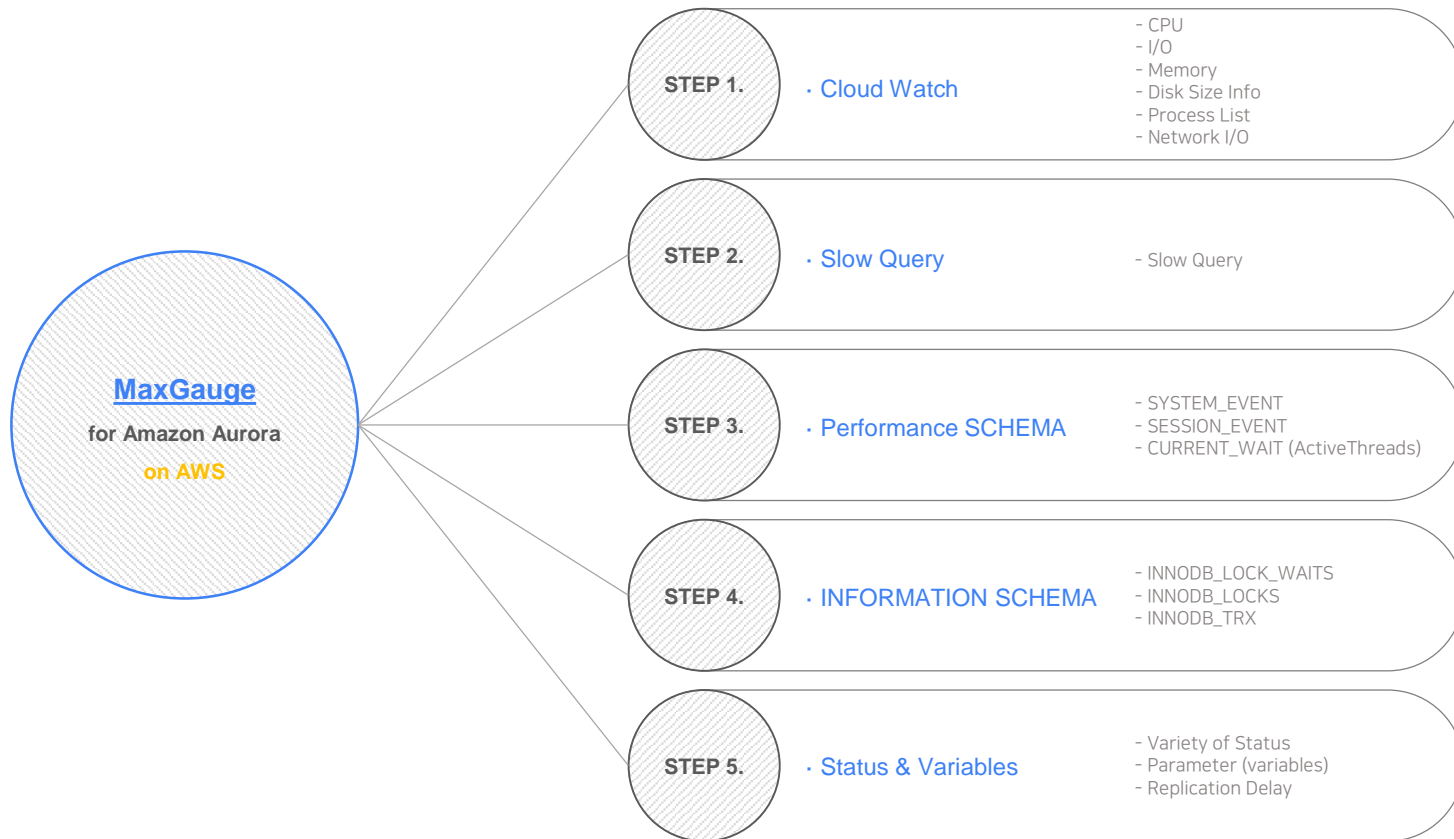 MaxGauge
for Amazon Aurora
on AWS
STEP 1.
· Cloud Watch
- CPU
- I/O
- Memory
- Disk Size Info
- Process List
- Network I/O
STEP 2.
· Slow Query
- Slow Query
STEP 3.
· Performance SCHEMA
- SYSTEM_EVENT
- SESSION_EVENT
- CURRENT_WAIT (ActiveThreads)
STEP 4.
· INFORMATION SCHEMA
- INNODB_LOCK_WAITS
- INNODB_LOCKS
- INNODB_TRX
STEP 5.
· Status & Variables
- Variety of Status
- Parameter (variables)
- Replication Delay